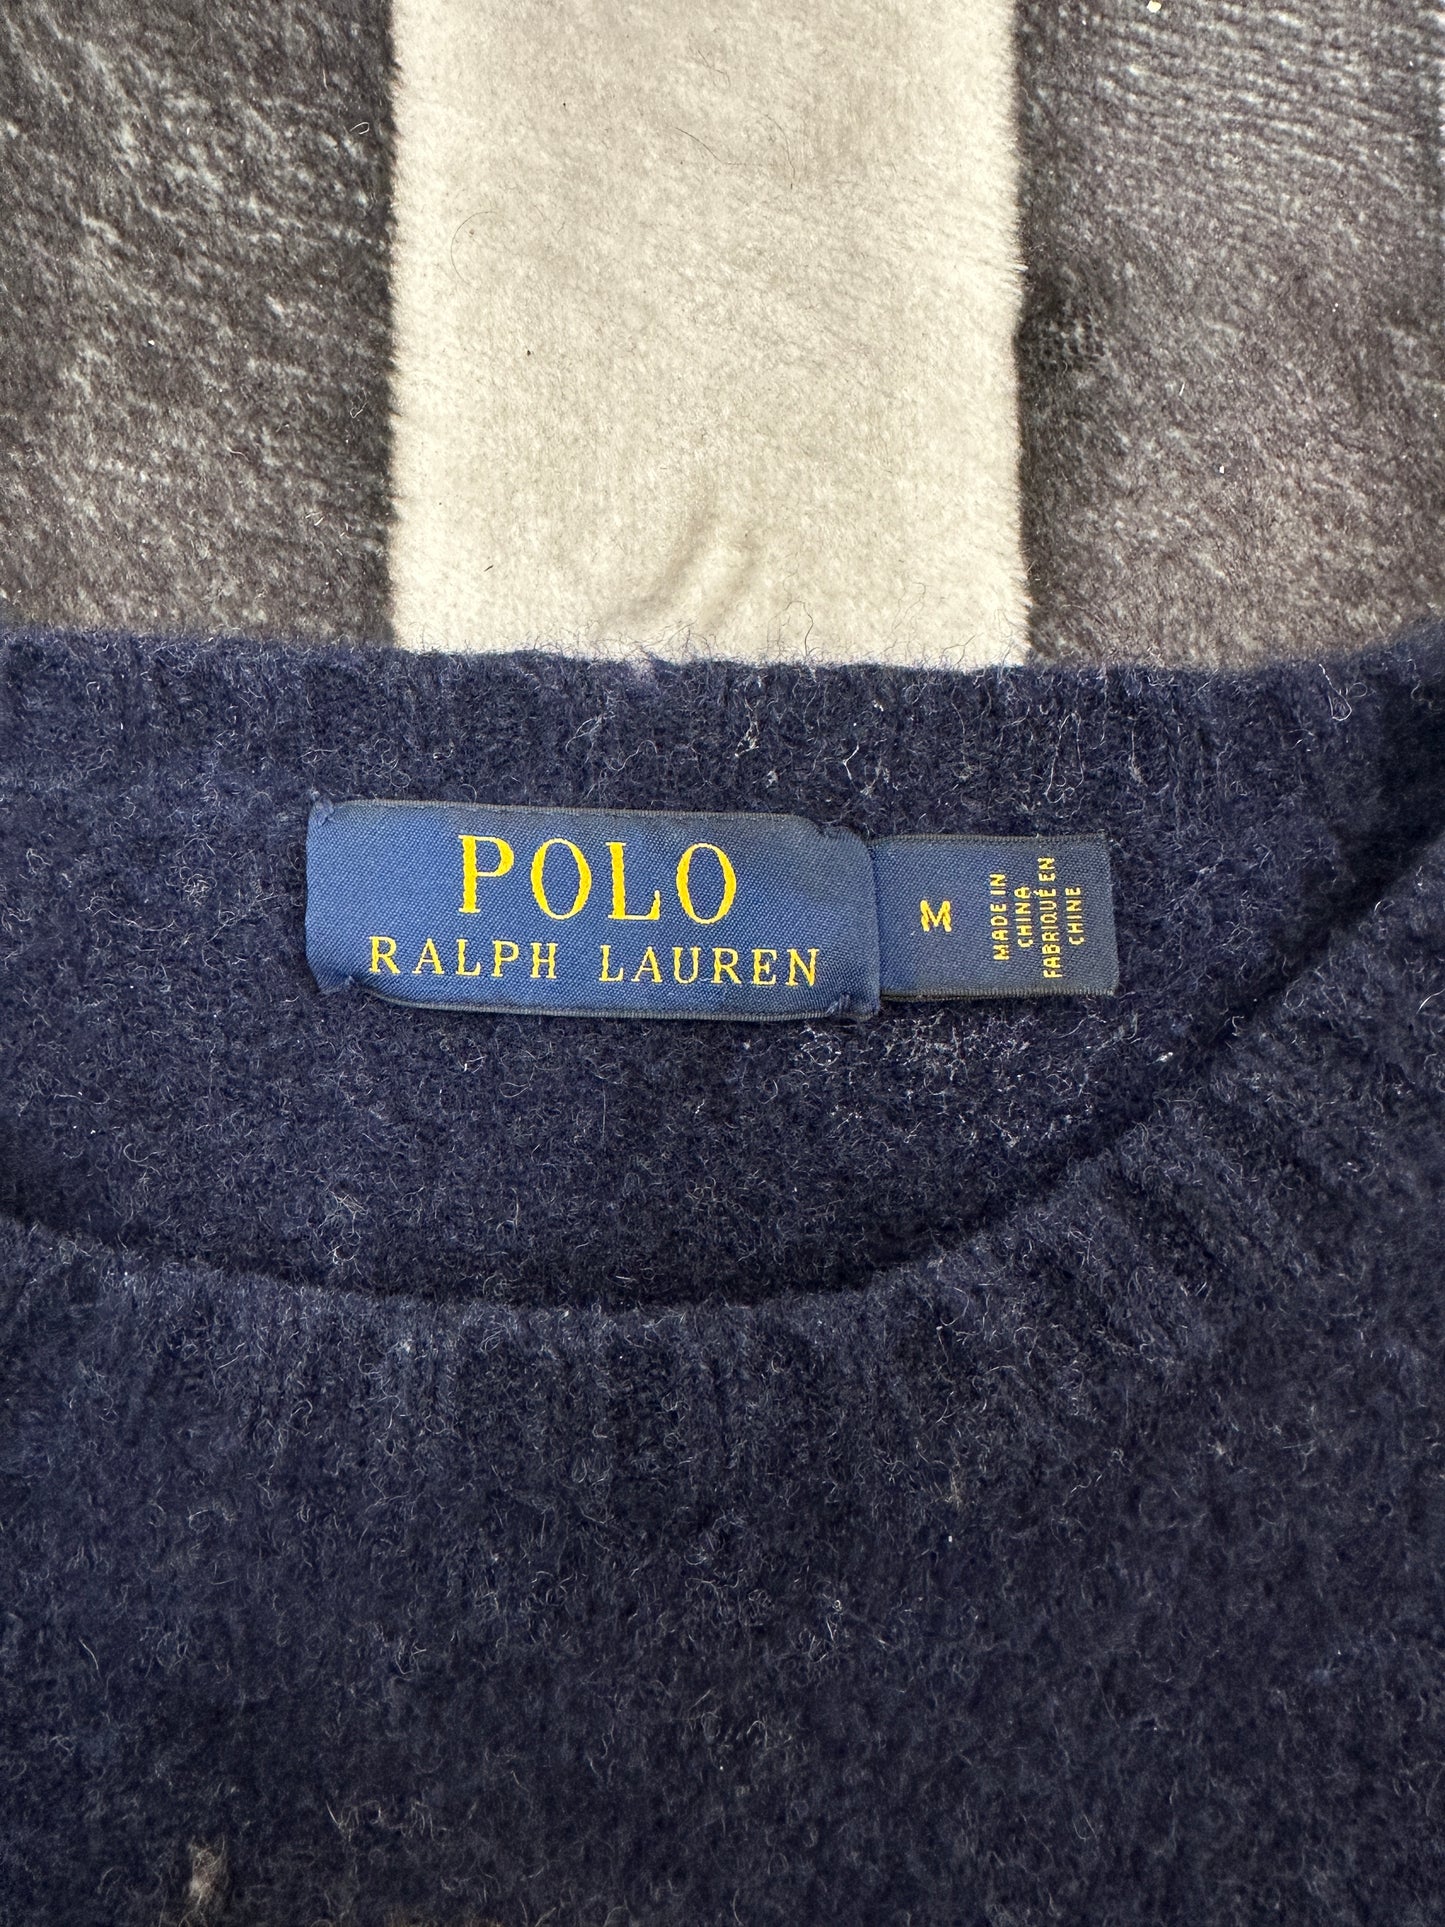 POLO
RALPH LAUREN
M
MADE IN
CHINA
FABRIQUÉ EN
CHINE